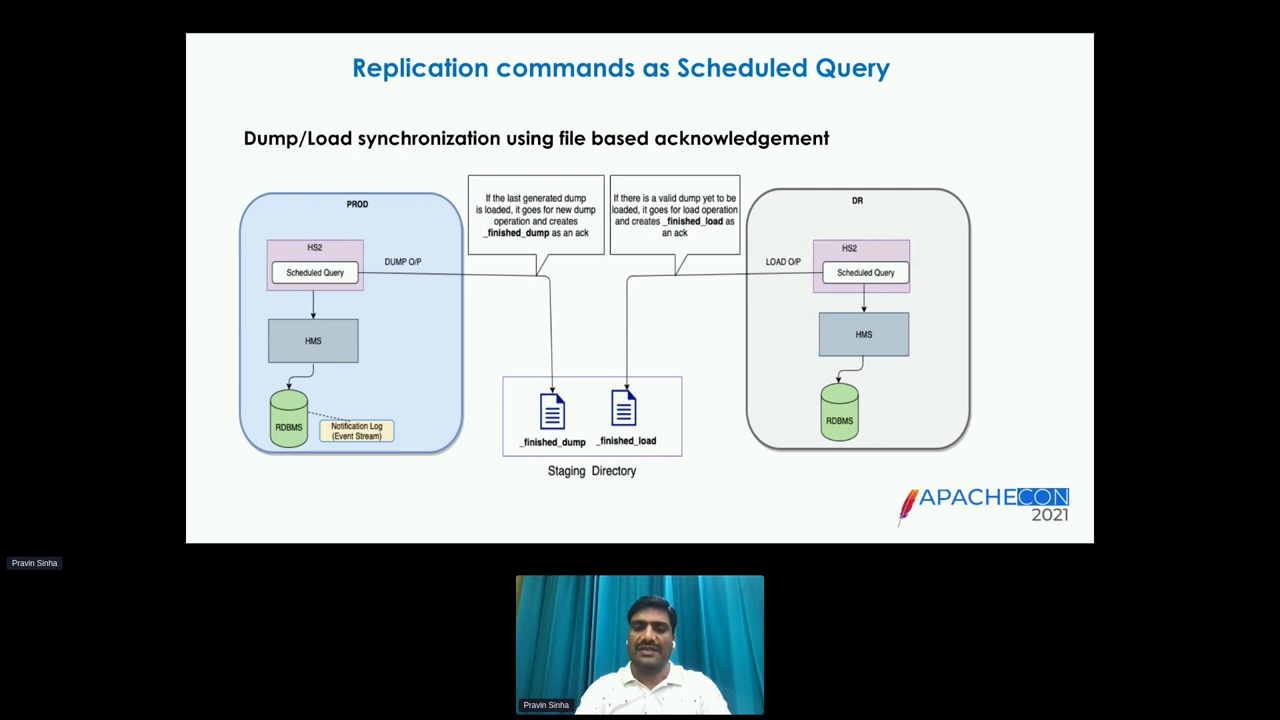 Replication commands as Scheduled Query
Dump/Load synchronization using file based acknowledgement
PROD
HS2
Scheduled Query
DUMP O/P
HMS
RDBMS
Notification Log
(Event Stream)
If the last generated dump
is loaded, it goes for new dump
operation and creates
_finished_dump as an ack
If there is a valid dump yet to be
loaded, it goes for load operation
and creates _finished_load as
an ack
_finished_dump
_finished_load
Staging Directory
DR
HS2
LOAD O/P
Scheduled Query
HMS
RDBMS
APACHECON
2021
Pravin Sinha
Pravin Sinha